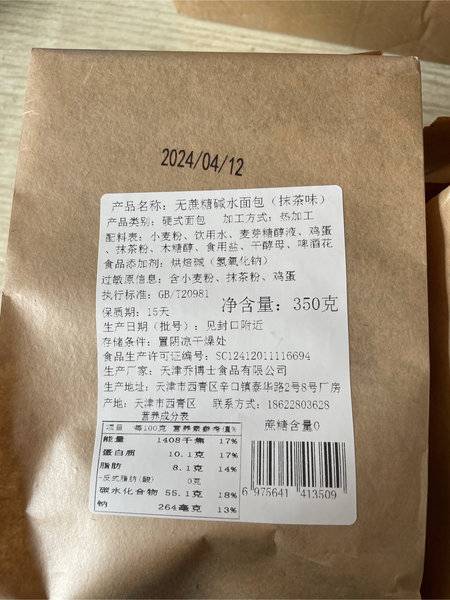 2024/04/12
产品名称：无蔗糖碱水面包（抹茶味）
产品类别：硬式面包 加工方式：热加工
配料表：小麦粉、饮用水、麦芽糖醇液、鸡蛋
、抹茶粉、木糖醇、食用盐、干酵母、啤酒花
食品添加剂：烘焙碱（氢氧化钠）
过敏原信息：含小麦粉、抹茶粉、鸡蛋
执行标准：GB/T20981 净含量：350克
保质期：15天
生产日期（批号）：见封口附近
存储条件：置阴凉干燥处
食品生产许可证编号：SC12412011116694
生产厂家：天津乔博士食品有限公司
生产地址：天津市西青区辛口镇泰华路2号8号厂房
产地：天津市西青区 联系方式：18622803628
营养成分表
项量 每100克 营养素参考值%
能量 1408千焦 17%
蛋白质 10.1克 17%
脂肪 8.1克 14%
-反式脂肪(酸) 0克
碳水化合物 55.1克 18%
钠 264毫克 13%
蔗糖含量0
6 975641 413509